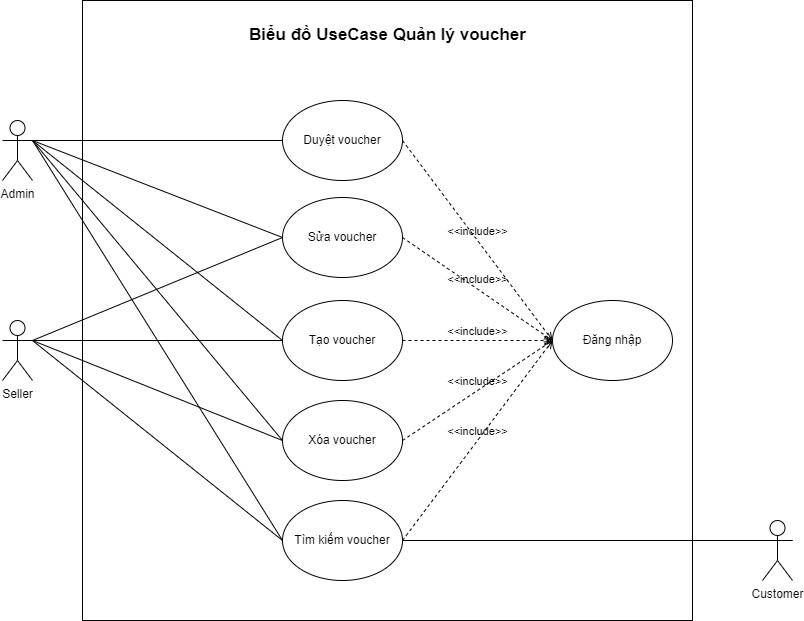 Biểu đồ UseCase Quản lý voucher
Duyệt voucher
Admin
Sửa voucher
<<include>>
<<include>>
Tạo voucher
<<include>>
Đăng nhập
Seller
<<include>>
Xóa voucher
<<include>>
Tìm kiếm voucher
Customer